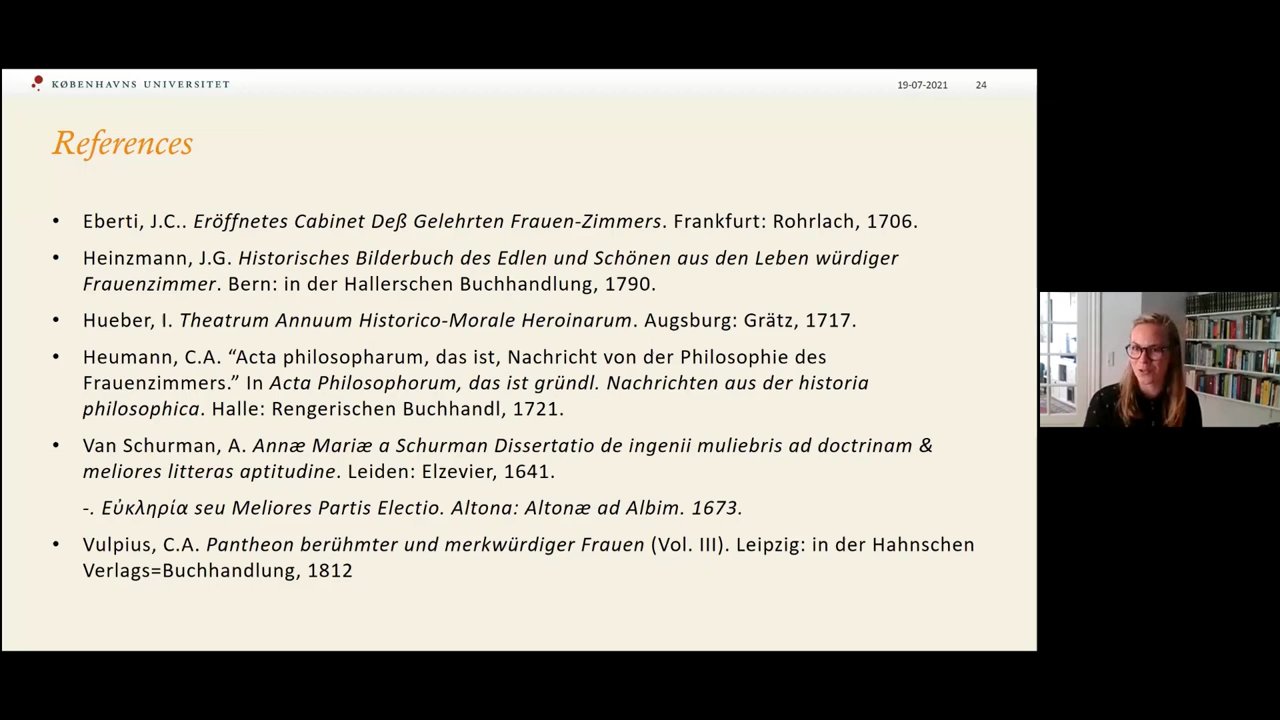 KØBENHAVNS UNIVERSITET
19-07-2021 24
References
• Eberti, J.C.. Eröffnetes Cabinet Deß Gelehrten Frauen-Zimmers. Frankfurt: Rohrlach, 1706.
• Heinzmann, J.G. Historisches Bilderbuch des Edlen und Schönen aus den Leben würdiger
Frauenzimmer. Bern: in der Hallerschen Buchhandlung, 1790.
• Hueber, I. Theatrum Annuum Historico-Morale Heroinarum. Augsburg: Grätz, 1717.
• Heumann, C.A. “Acta philosopharum, das ist, Nachricht von der Philosophie des
Frauenzimmers.” In Acta Philosophorum, das ist gründl. Nachrichten aus der historia
philosophica. Halle: Rengerischen Buchhandl, 1721.
• Van Schurman, A. Annæ Mariæ a Schurman Dissertatio de ingenii muliebris ad doctrinam &
meliores litteras aptitudine. Leiden: Elzevier, 1641.
-. Εὐκληρία seu Meliores Partis Electio. Altona: Altonæ ad Albim. 1673.
• Vulpius, C.A. Pantheon berühmter und merkwürdiger Frauen (Vol. III). Leipzig: in der Hahnschen
Verlags=Buchhandlung, 1812